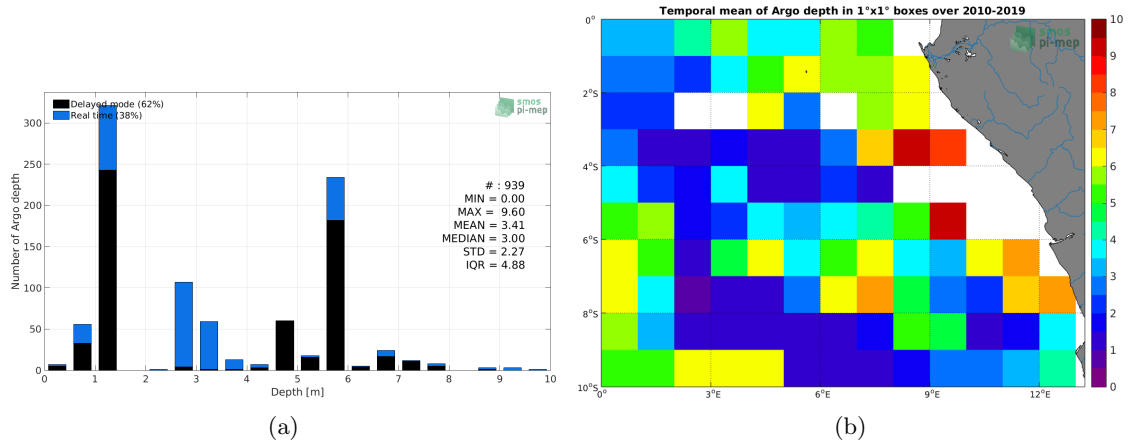 Temporal mean of Argo depth in 1°x1° boxes over 2010-2019
Delayed mode (62%)
Real time (38%)
smos
pi-mep
# : 939
MIN = 0.00
MAX = 9.60
MEAN = 3.41
MEDIAN = 3.00
STD = 2.27
IQR = 4.88
Number of Argo depth
300
250
200
150
100
50
0
0 1 2 3 4 5 6 7 8 9 10
Depth [m]
(a)
smos
pi-mep
0°
2°S
4°S
6°S
8°S
10°S
0°E 3°E 6°E 9°E 12°E
10
9
8
7
6
5
4
3
2
1
0
(b)